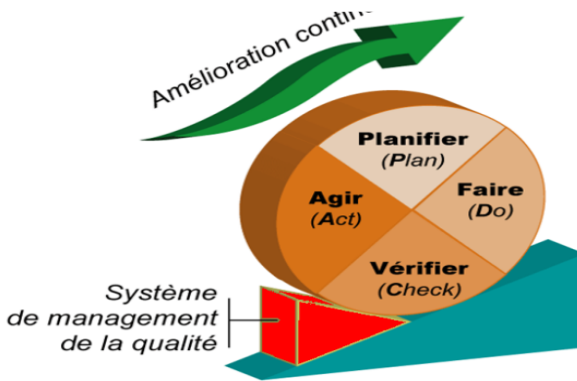 Amélioration
Planifier
(Plan)
Agir
(Act)
Faire
(Do)
Vérifier
(Check)
Système
de management
de la qualité